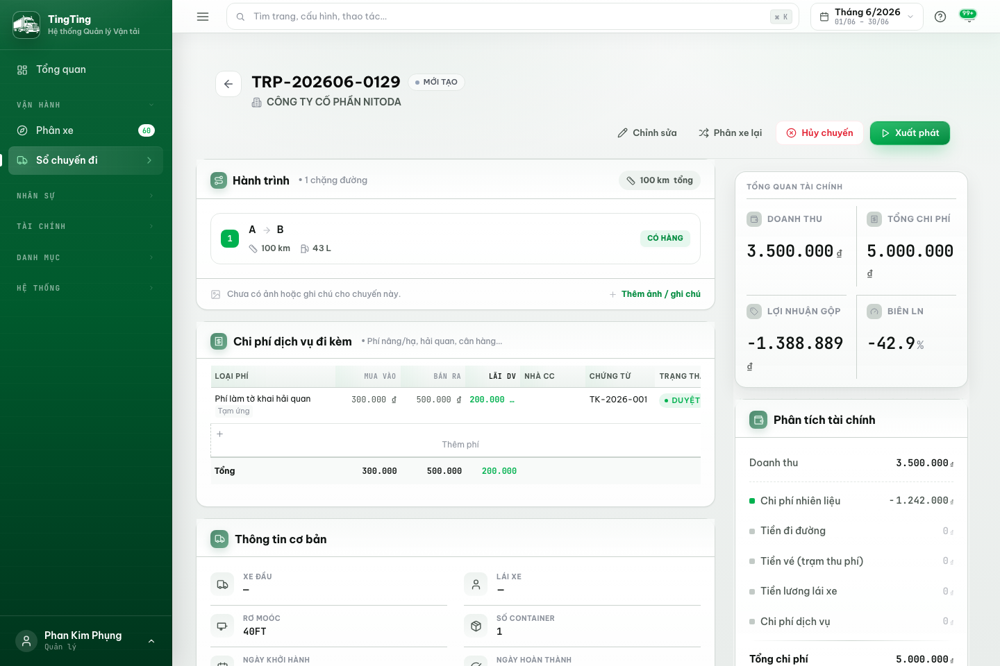 TingTing
Hệ thống Quản lý Vận tải
Tìm trang, cấu hình, thao tác...
⌘ K
Tháng 6/2026
01/06 – 30/06
99+
Tổng quan
VẬN HÀNH
Phân xe
60
Sổ chuyến đi
NHÂN SỰ
TÀI CHÍNH
DANH MỤC
HỆ THỐNG
Phan Kim Phụng
Quản lý
TRP-202606-0129
MỚI TẠO
CÔNG TY CỔ PHẦN NITODA
Chỉnh sửa
Phân xe lại
Hủy chuyến
Xuất phát
Hành trình
• 1 chặng đường
100 km tổng
1
A → B
100 km
43 L
CÓ HÀNG
Chưa có ảnh hoặc ghi chú cho chuyến này.
+ Thêm ảnh / ghi chú
Chi phí dịch vụ đi kèm
• Phí nâng/hạ, hải quan, cân hàng...
LOẠI PHÍ MUA VÀO BÁN RA LÃI DV NHÀ CC CHỨNG TỪ TRẠNG THÁ
Phí làm tờ khai hải quan 300.000 ₫ 500.000 ₫ 200.000 … TK-2026-001 DUYỆT
Tạm ứng
+
Thêm phí
Tổng 300.000 500.000 200.000
Thông tin cơ bản
XE ĐẦU
–
LÁI XE
–
RƠ MOÓC
40FT
SỐ CONTAINER
1
NGÀY KHỞI HÀNH
NGÀY HOÀN THÀNH
TỔNG QUAN TÀI CHÍNH
DOANH THU
3.500.000 ₫
TỔNG CHI PHÍ
5.000.000
₫
LỢI NHUẬN GỘP
-1.388.889
₫
BIÊN LN
-42.9%
Phân tích tài chính
Doanh thu 3.500.000 ₫
Chi phí nhiên liệu -1.242.000 ₫
Tiền đi đường 0 ₫
Tiền vé (trạm thu phí) 0 ₫
Tiền lương lái xe 0 ₫
Chi phí dịch vụ 0 ₫
Tổng chi phí 5.000.000 ₫